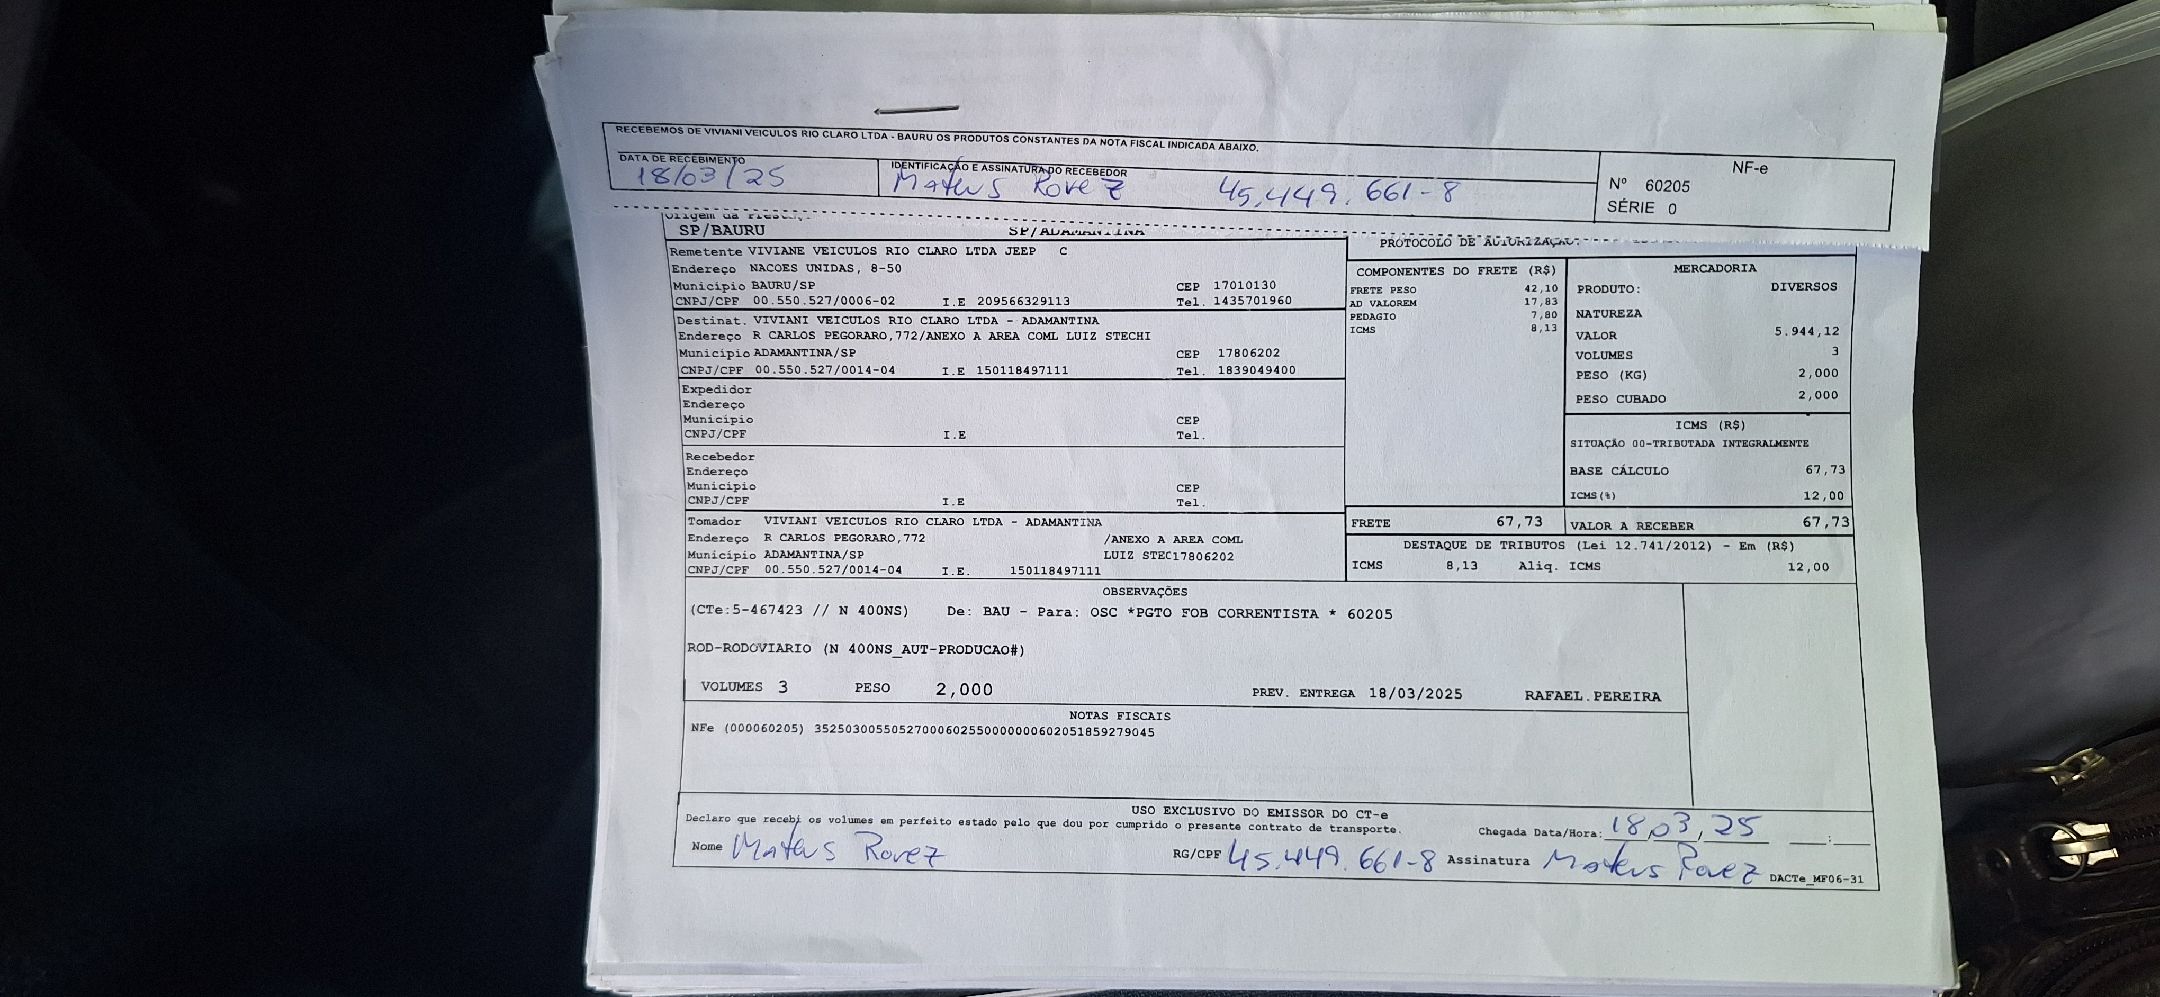 RECEBEMOS DE VIVIANI VEICULOS RIO CLARO LTDA - BAURU OS PRODUTOS CONSTANTES DA NOTA FISCAL INDICADA ABAIXO.
DATA DE RECEBIMENTO
18/03/25
IDENTIFICAÇÃO E ASSINATURA DO RECEBEDOR
Mateus Rovez 45.449.661-8
NF-e
Nº 60205
SÉRIE 0
SP/BAURU SP/ADAMANTINA
Remetente VIVIANE VEICULOS RIO CLARO LTDA JEEP C
Endereço NACOES UNIDAS, 8-50
Município BAURU/SP CEP 17010130
CNPJ/CPF 00.550.527/0006-02 I.E 209566329113 Tel. 1435701960
Destinat. VIVIANI VEICULOS RIO CLARO LTDA - ADAMANTINA
Endereço R CARLOS PEGORARO,772/ANEXO A AREA COML LUIZ STECHI
Município ADAMANTINA/SP CEP 17806202
CNPJ/CPF 00.550.527/0014-04 I.E 150118497111 Tel. 1839049400
Expedidor
Endereço
Município CEP
CNPJ/CPF I.E Tel.
Recebedor
Endereço
Município CEP
CNPJ/CPF I.E Tel.
Tomador VIVIANI VEICULOS RIO CLARO LTDA - ADAMANTINA
Endereço R CARLOS PEGORARO,772 /ANEXO A AREA COML
Município ADAMANTINA/SP LUIZ STEC17806202
CNPJ/CPF 00.550.527/0014-04 I.E. 150118497111
PROTOCOLO DE AUTORIZAÇÃO:
COMPONENTES DO FRETE (R$)
FRETE PESO 42,10
AD VALOREM 17,83
PEDAGIO 7,80
ICMS 8,13
MERCADORIA
PRODUTO: DIVERSOS
NATUREZA
VALOR 5.944,12
VOLUMES 3
PESO (KG) 2,000
PESO CUBADO 2,000
ICMS (R$)
SITUAÇÃO 00-TRIBUTADA INTEGRALMENTE
BASE CÁLCULO 67,73
ICMS(%) 12,00
FRETE 67,73 VALOR A RECEBER 67,73
DESTAQUE DE TRIBUTOS (Lei 12.741/2012) - Em (R$)
ICMS 8,13 Aliq. ICMS 12,00
OBSERVAÇÕES
(CTe:5-467423 // N 400NS) De: BAU - Para: OSC *PGTO FOB CORRENTISTA * 60205
ROD-RODOVIARIO (N 400NS_AUT-PRODUCAO#)
VOLUMES 3 PESO 2,000 PREV. ENTREGA 18/03/2025 RAFAEL.PEREIRA
NOTAS FISCAIS
NFe (000060205) 35250300550527000602550000000602051859279045
USO EXCLUSIVO DO EMISSOR DO CT-e
Declaro que recebi os volumes em perfeito estado pelo que dou por cumprido o presente contrato de transporte. Chegada Data/Hora: 18,03,25 :
Nome Mateus Rovez RG/CPF 45.449.661-8 Assinatura Mateus Rovez DACTe_MF06-31